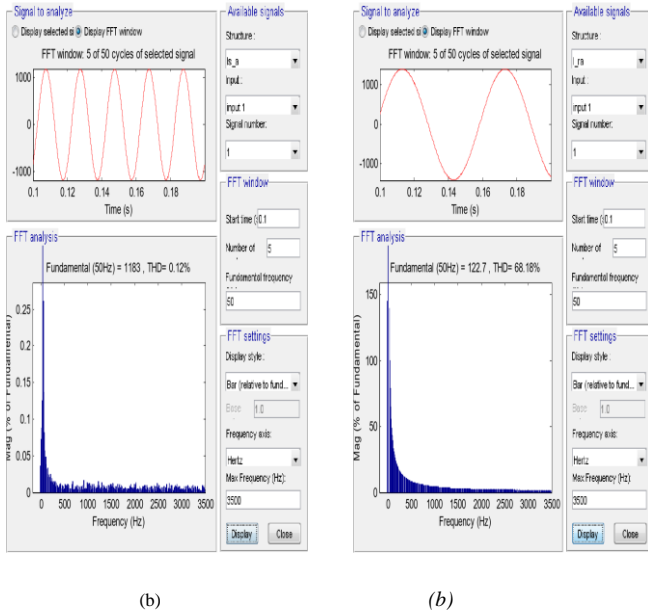 Signal to analyze
Display selected si Display FFT window
FFT window: 5 of 50 cycles of selected signal
1000
0
-1000
0.1 0.12 0.14 0.16 0.18
Time (s)
FFT analysis
Fundamental (50Hz) = 1183 , THD= 0.12%
0.25
0.2
0.15
0.1
0.05
0
Mag (% of Fundamental)
0 500 1000 1500 2000 2500 3000 3500
Frequency (Hz)
Available signals
Structure :
Is_a
Input :
input 1
Signal number:
1
FFT window
Start time (s): 0.1
Number of 5
Fundamental frequency
50
FFT settings
Display style :
Bar (relative to fund...
Base 1.0
Frequency axis:
Hertz
Max Frequency (Hz):
3500
Display Close
(b)
Signal to analyze
Display selected si Display FFT window
FFT window: 5 of 50 cycles of selected signal
1000
0
-1000
0.1 0.12 0.14 0.16 0.18
Time (s)
FFT analysis
Fundamental (50Hz) = 122.7 , THD= 68.18%
150
100
50
0
Mag (% of Fundamental)
0 500 1000 1500 2000 2500 3000 3500
Frequency (Hz)
Available signals
Structure :
I_ra
Input :
input 1
Signal number:
1
FFT window
Start time (s): 0.1
Number of 5
Fundamental frequency
50
FFT settings
Display style :
Bar (relative to fund...
Base 1.0
Frequency axis:
Hertz
Max Frequency (Hz):
3500
Display Close
(b)